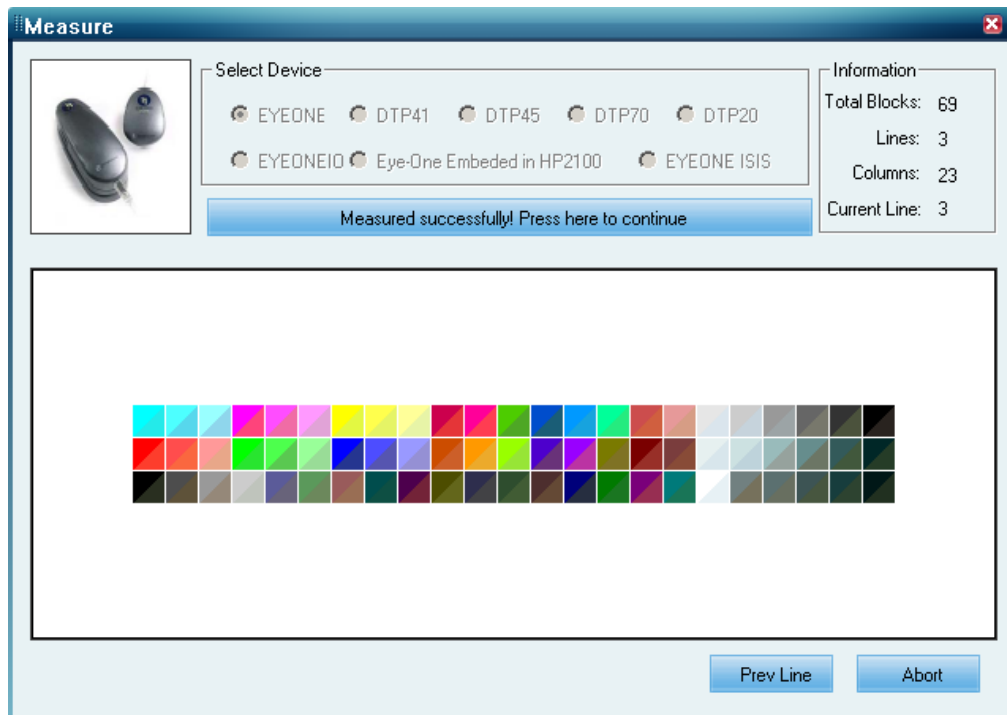 Measure
Select Device
EYEONE DTP41 DTP45 DTP70 DTP20
EYEONEIO Eye-One Embeded in HP2100 EYEONE ISIS
Measured successfully! Press here to continue
Information
Total Blocks: 69
Lines: 3
Columns: 23
Current Line: 3
Prev Line
Abort